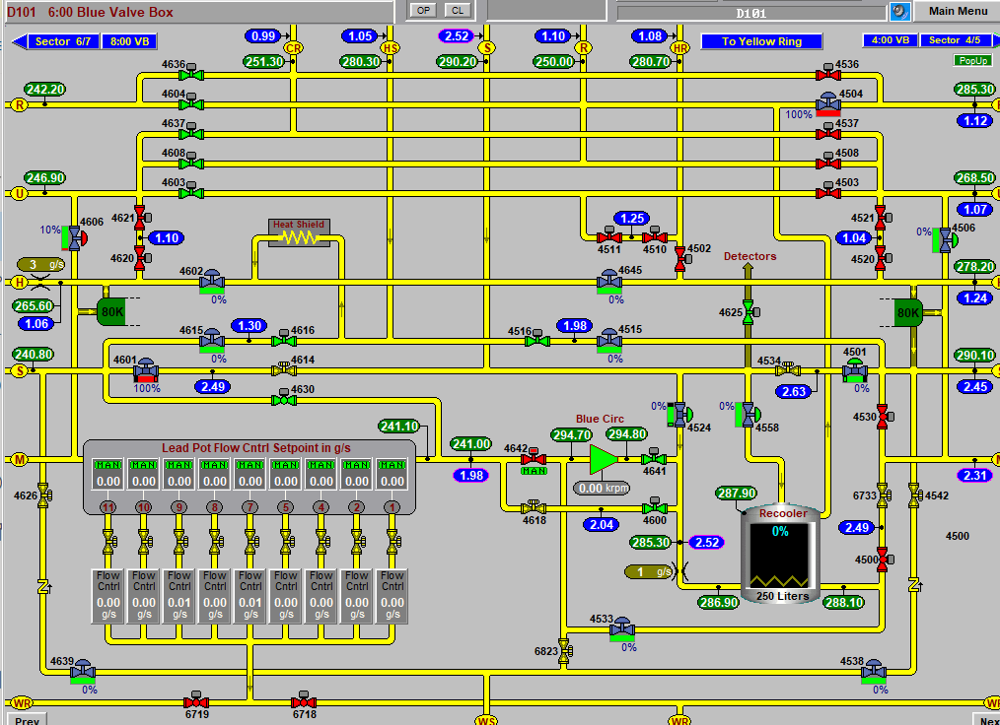 D101 6:00 Blue Valve Box
OP CL
D101
Main Menu
Sector 6/7 8:00 VB
0.99 1.05 2.52 1.10 1.08
To Yellow Ring
4:00 VB Sector 4/5
CR HS S R HR
251.30 280.30 290.20 250.00 280.70
PopUp
4636 4536
242.20 4604 4504 285.30
R
100%
1.12
4637 4537
4608 4508
246.90 4603 4503 268.50
U
1.07
4606 4621 1.25 4521 4506
10% Heat Shield 0%
1.10 4511 4510 4502 1.04
4620 Detectors 4520
3 g/s 4602 4645 278.20
H
265.60 0% 0% 1.24
1.06 80K 4625 80K
4615 1.30 4616 4516 1.98 4515
240.80 0% 0% 290.10
4601 4614 4534 4501
S
100% 2.49 2.63 0% 2.45
4630
0% 4524 0% 4558 4530
241.10 Blue Circ
294.70 294.80
Lead Pot Flow Cntrl Setpoint in g/s 241.00 4642
M
MAN MAN MAN MAN MAN MAN MAN MAN MAN 1.98 MAN 4641 2.31
0.00 0.00 0.00 0.00 0.00 0.00 0.00 0.00 0.00
0.00 krpm
4626 287.90 6733 4542
11 10 9 8 7 5 4 2 1
4618 2.04 4600 Recooler
0% 2.49 4500
285.30 2.52
4500
1 g/s
Flow Flow Flow Flow Flow Flow Flow Flow Flow
Cntrl Cntrl Cntrl Cntrl Cntrl Cntrl Cntrl Cntrl Cntrl
0.00 0.00 0.01 0.00 0.01 0.00 0.00 0.00 0.00
g/s g/s g/s g/s g/s g/s g/s g/s g/s
286.90 250 Liters 288.10
4533
0%
6823
4639 4538
0% 0%
WR WR
6719 6718
Prev WS WR Nex